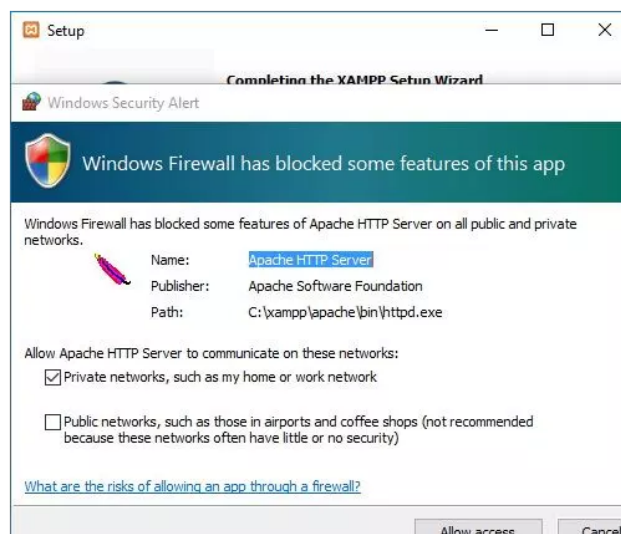 Setup
Completing the XAMPP Setup Wizard
Windows Security Alert
Windows Firewall has blocked some features of this app
Windows Firewall has blocked some features of Apache HTTP Server on all public and private
networks.
Name: Apache HTTP Server
Publisher: Apache Software Foundation
Path: C:\xampp\apache\bin\httpd.exe
Allow Apache HTTP Server to communicate on these networks:
Private networks, such as my home or work network
Public networks, such as those in airports and coffee shops (not recommended
because these networks often have little or no security)
What are the risks of allowing an app through a firewall?
Allow access Cancel